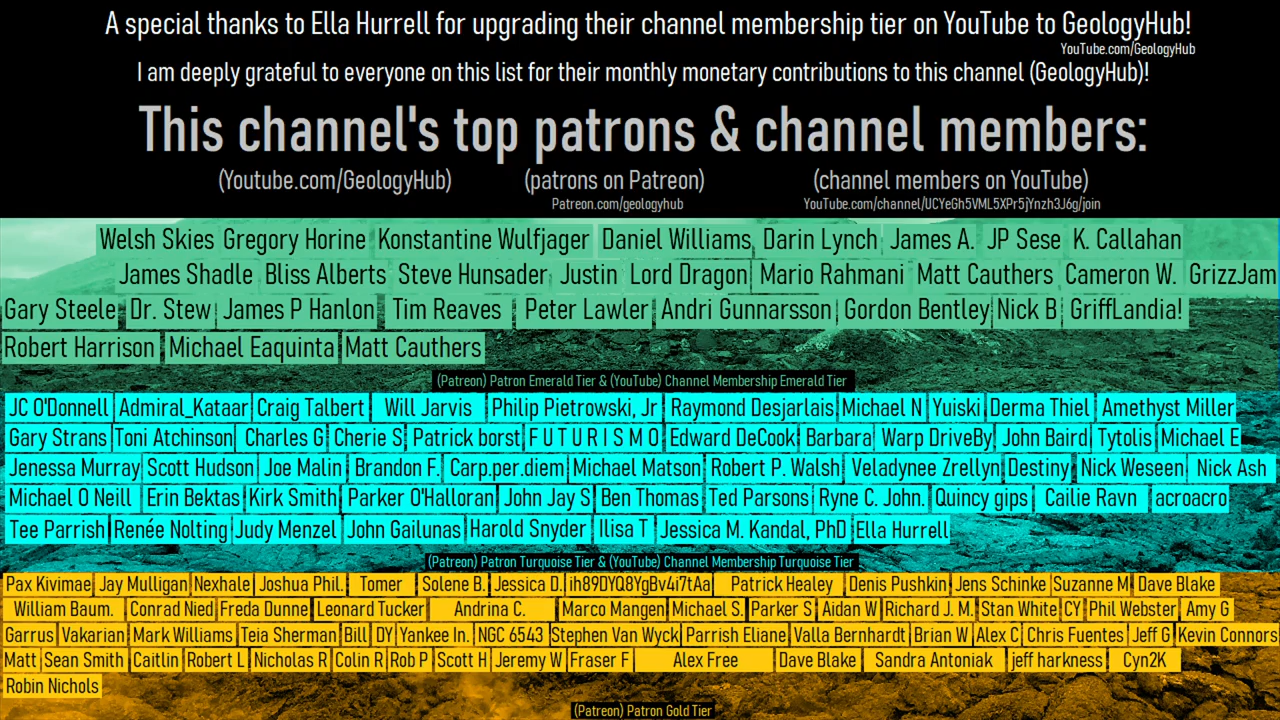 A special thanks to Ella Hurrell for upgrading their channel membership tier on YouTube to GeologyHub!
YouTube.com/GeologyHub
I am deeply grateful to everyone on this list for their monthly monetary contributions to this channel (GeologyHub)!
This channel's top patrons & channel members:
(Youtube.com/GeologyHub) (patrons on Patreon) (channel members on YouTube)
Patreon.com/geologyhub YouTube.com/channel/UCYeGh5VML5XPr5jYnzh3J6g/join
Welsh Skies Gregory Horine Konstantine Wulfjager Daniel Williams Darin Lynch James A. JP Sese K. Callahan
James Shadle Bliss Alberts Steve Hunsader Justin Lord Dragon Mario Rahmani Matt Cauthers Cameron W. GrizzJam
Gary Steele Dr. Stew James P Hanlon Tim Reaves Peter Lawler Andri Gunnarsson Gordon Bentley Nick B GriffLandia!
Robert Harrison Michael Eaquinta Matt Cauthers
(Patreon) Patron Emerald Tier & (YouTube) Channel Membership Emerald Tier
JC O'Donnell Admiral_Kataar Craig Talbert Will Jarvis Philip Pietrowski, Jr Raymond Desjarlais Michael N Yuiski Derma Thiel Amethyst Miller
Gary Strans Toni Atchinson Charles G Cherie S Patrick borst F U T U R I S M O Edward DeCook Barbara Warp DriveBy John Baird Tytolis Michael E
Jenessa Murray Scott Hudson Joe Malin Brandon F. Carp.per.diem Michael Matson Robert P. Walsh Veladynee Zrellyn Destiny Nick Weseen Nick Ash
Michael O Neill Erin Bektas Kirk Smith Parker O'Halloran John Jay S Ben Thomas Ted Parsons Ryne C. John. Quincy gips Cailie Ravn acroacro
Tee Parrish Renée Nolting Judy Menzel John Gailunas Harold Snyder Ilisa T Jessica M. Kandal, PhD Ella Hurrell
(Patreon) Patron Turquoise Tier & (YouTube) Channel Membership Turquoise Tier
Pax Kivimae Jay Mulligan Nexhale Joshua Phil. Tomer Solene B. Jessica D. ih89DYQ8YgBv4i7tAa Patrick Healey Denis Pushkin Jens Schinke Suzanne M Dave Blake
William Baum. Conrad Nied Freda Dunne Leonard Tucker Andrina C. Marco Mangen Michael S. Parker S Aidan W Richard J. M. Stan White CY Phil Webster Amy G
Garrus Vakarian Mark Williams Teia Sherman Bill DY Yankee In. NGC 6543 Stephen Van Wyck Parrish Eliane Valla Bernhardt Brian W Alex C Chris Fuentes Jeff G Kevin Connors
Matt Sean Smith Caitlin Robert L Nicholas R Colin R Rob P Scott H Jeremy W Fraser F Alex Free Dave Blake Sandra Antoniak jeff harkness Cyn2K
Robin Nichols
(Patreon) Patron Gold Tier